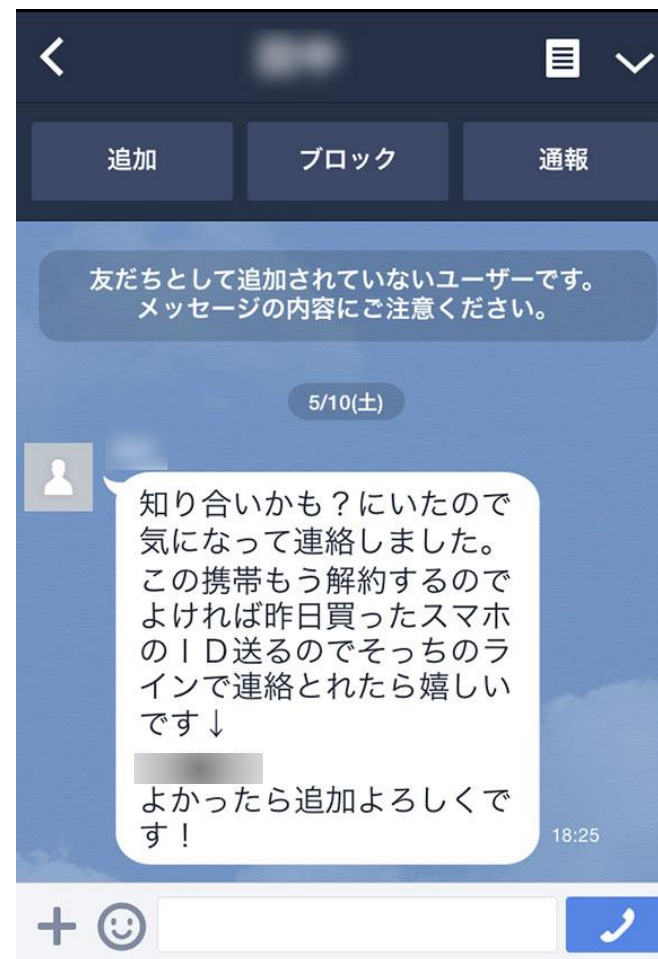 追加
ブロック
通報
友だちとして追加されていないユーザーです。
メッセージの内容にご注意ください。
5/10(土)
知り合いかも？にいたので
気になって連絡しました。
この携帯もう解約するので
よければ昨日買ったスマホ
のＩＤ送るのでそっちのラ
インで連絡とれたら嬉しい
です↓
よかったら追加よろしくで
す！
18:25